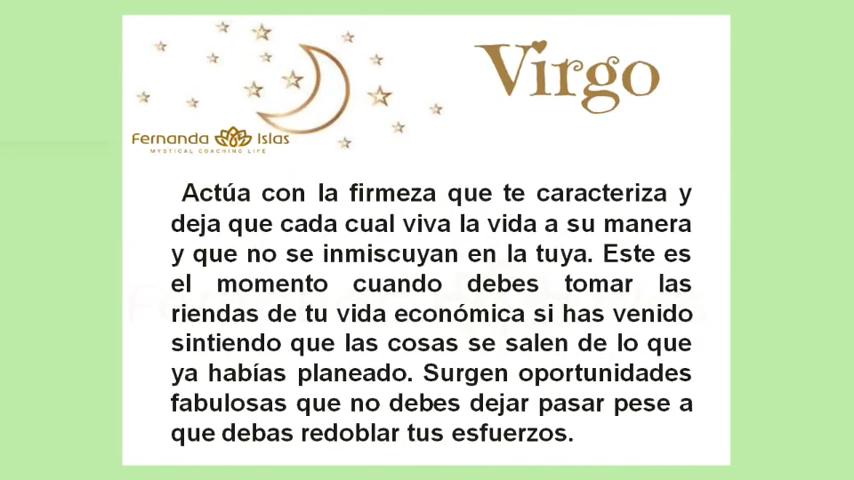 Virgo
Fernanda Islas
MYSTICAL COACHING LIFE
Actúa con la firmeza que te caracteriza y
deja que cada cual viva la vida a su manera
y que no se inmiscuyan en la tuya. Este es
el momento cuando debes tomar las
riendas de tu vida económica si has venido
sintiendo que las cosas se salen de lo que
ya habías planeado. Surgen oportunidades
fabulosas que no debes dejar pasar pese a
que debas redoblar tus esfuerzos.